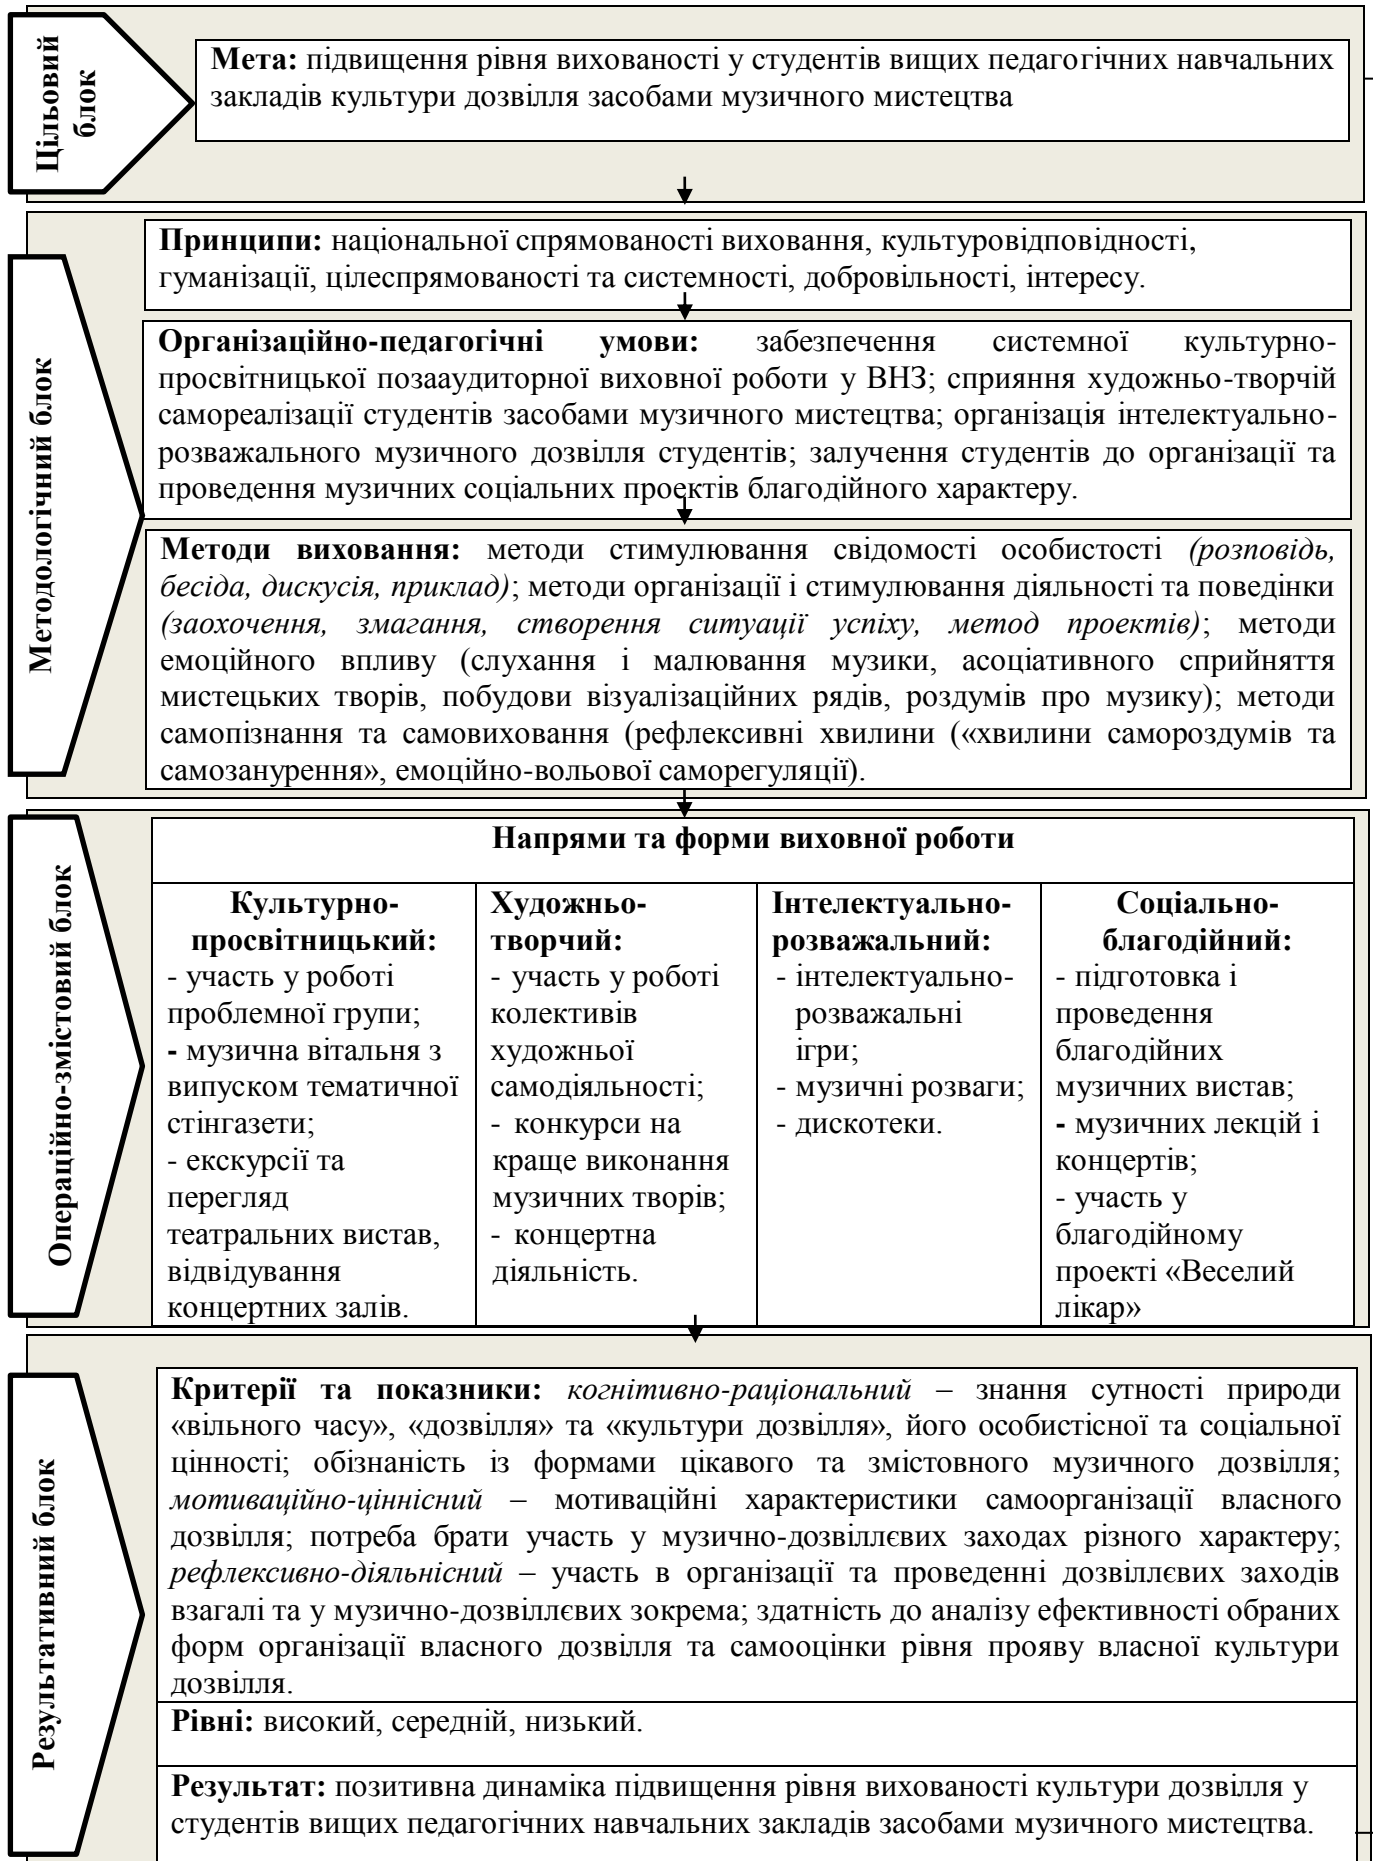 Цільовий
блок
Мета: підвищення рівня вихованості у студентів вищих педагогічних навчальних
закладів культури дозвілля засобами музичного мистецтва
Методологічний блок
Принципи: національної спрямованості виховання, культуровідповідності,
гуманізації, цілеспрямованості та системності, добровільності, інтересу.
Організаційно-педагогічні умови: забезпечення системної культурно-
просвітницької позааудиторної виховної роботи у ВНЗ; сприяння художньо-творчій
самореалізації студентів засобами музичного мистецтва; організація інтелектуально-
розважального музичного дозвілля студентів; залучення студентів до організації та
проведення музичних соціальних проектів благодійного характеру.
Методи виховання: методи стимулювання свідомості особистості (розповідь,
бесіда, дискусія, приклад); методи організації і стимулювання діяльності та поведінки
(заохочення, змагання, створення ситуації успіху, метод проектів); методи
емоційного впливу (слухання і малювання музики, асоціативного сприйняття
мистецьких творів, побудови візуалізаційних рядів, роздумів про музику); методи
самопізнання та самовиховання (рефлексивні хвилини («хвилини самороздумів та
самозанурення», емоційно-вольової саморегуляції).
Операційно-змістовий блок
Напрями та форми виховної роботи
Культурно-
просвітницький:
- участь у роботі
проблемної групи;
- музична вітальня з
випуском тематичної
стінгазети;
- екскурсії та
перегляд
театральних вистав,
відвідування
концертних залів.
Художньо-
творчий:
- участь у роботі
колективів
художньої
самодіяльності;
- конкурси на
краще виконання
музичних творів;
- концертна
діяльність.
Інтелектуально-
розважальний:
- інтелектуально-
розважальні
ігри;
- музичні розваги;
- дискотеки.
Соціально-
благодійний:
- підготовка і
проведення
благодійних
музичних вистав;
- музичних лекцій і
концертів;
- участь у
благодійному
проекті «Веселий
лікар»
Результативний блок
Критерії та показники: когнітивно-раціональний – знання сутності природи
«вільного часу», «дозвілля» та «культури дозвілля», його особистісної та соціальної
цінності; обізнаність із формами цікавого та змістовного музичного дозвілля;
мотиваційно-ціннісний – мотиваційні характеристики самоорганізації власного
дозвілля; потреба брати участь у музично-дозвіллєвих заходах різного характеру;
рефлексивно-діяльнісний – участь в організації та проведенні дозвіллєвих заходів
взагалі та у музично-дозвіллєвих зокрема; здатність до аналізу ефективності обраних
форм організації власного дозвілля та самооцінки рівня прояву власної культури
дозвілля.
Рівні: високий, середній, низький.
Результат: позитивна динаміка підвищення рівня вихованості культури дозвілля у
студентів вищих педагогічних навчальних закладів засобами музичного мистецтва.